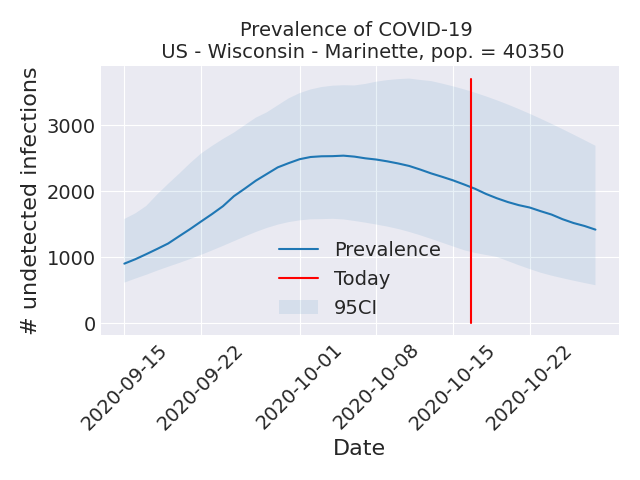 Prevalence of COVID-19
US - Wisconsin - Marinette, pop. = 40350
# undetected infections
3000
2000
1000
0
Prevalence
Today
95CI
2020-09-15
2020-09-22
2020-10-01
2020-10-08
2020-10-15
2020-10-22
Date